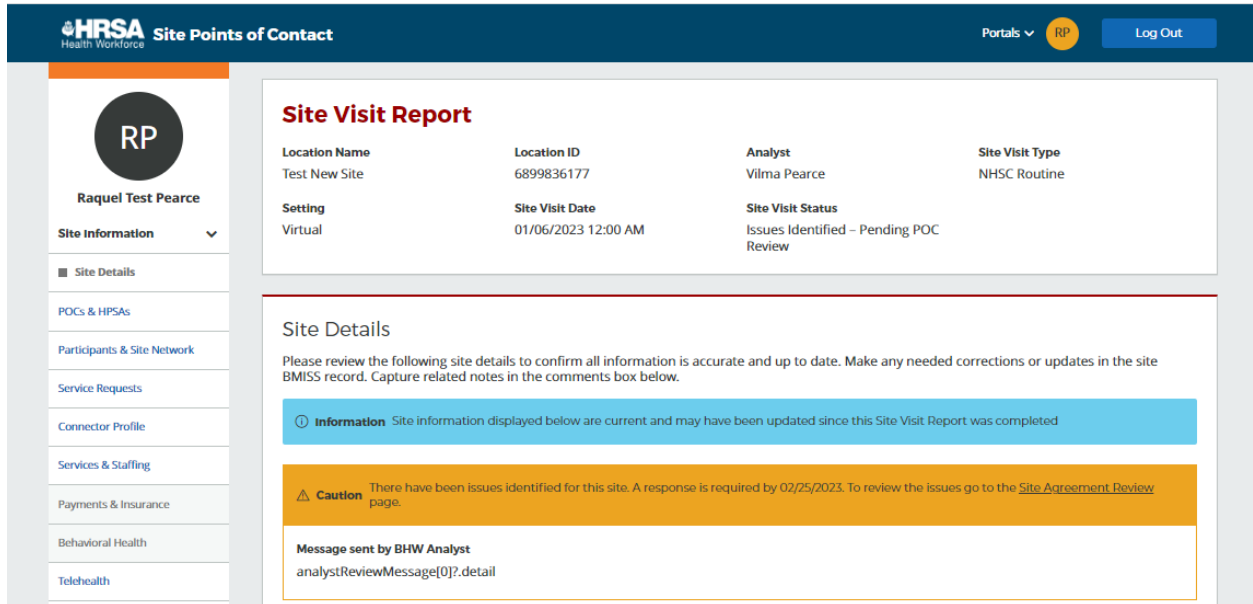 HRSA
Health Workforce
Site Points of Contact
Portals
RP
Log Out
RP
Raquel Test Pearce
Site Information
Site Details
POCs & HPSAs
Participants & Site Network
Service Requests
Connector Profile
Services & Staffing
Payments & Insurance
Behavioral Health
Telehealth
Site Visit Report
Location Name
Test New Site
Location ID
6899836177
Analyst
Vilma Pearce
Site Visit Type
NHSC Routine
Setting
Virtual
Site Visit Date
01/06/2023 12:00 AM
Site Visit Status
Issues Identified – Pending POC
Review
Site Details
Please review the following site details to confirm all information is accurate and up to date. Make any needed corrections or updates in the site
BMISS record. Capture related notes in the comments box below.
Information Site information displayed below are current and may have been updated since this Site Visit Report was completed
Caution There have been issues identified for this site. A response is required by 02/25/2023. To review the issues go to the Site Agreement Review
page.
Message sent by BHW Analyst
analystReviewMessage[0]?.detail